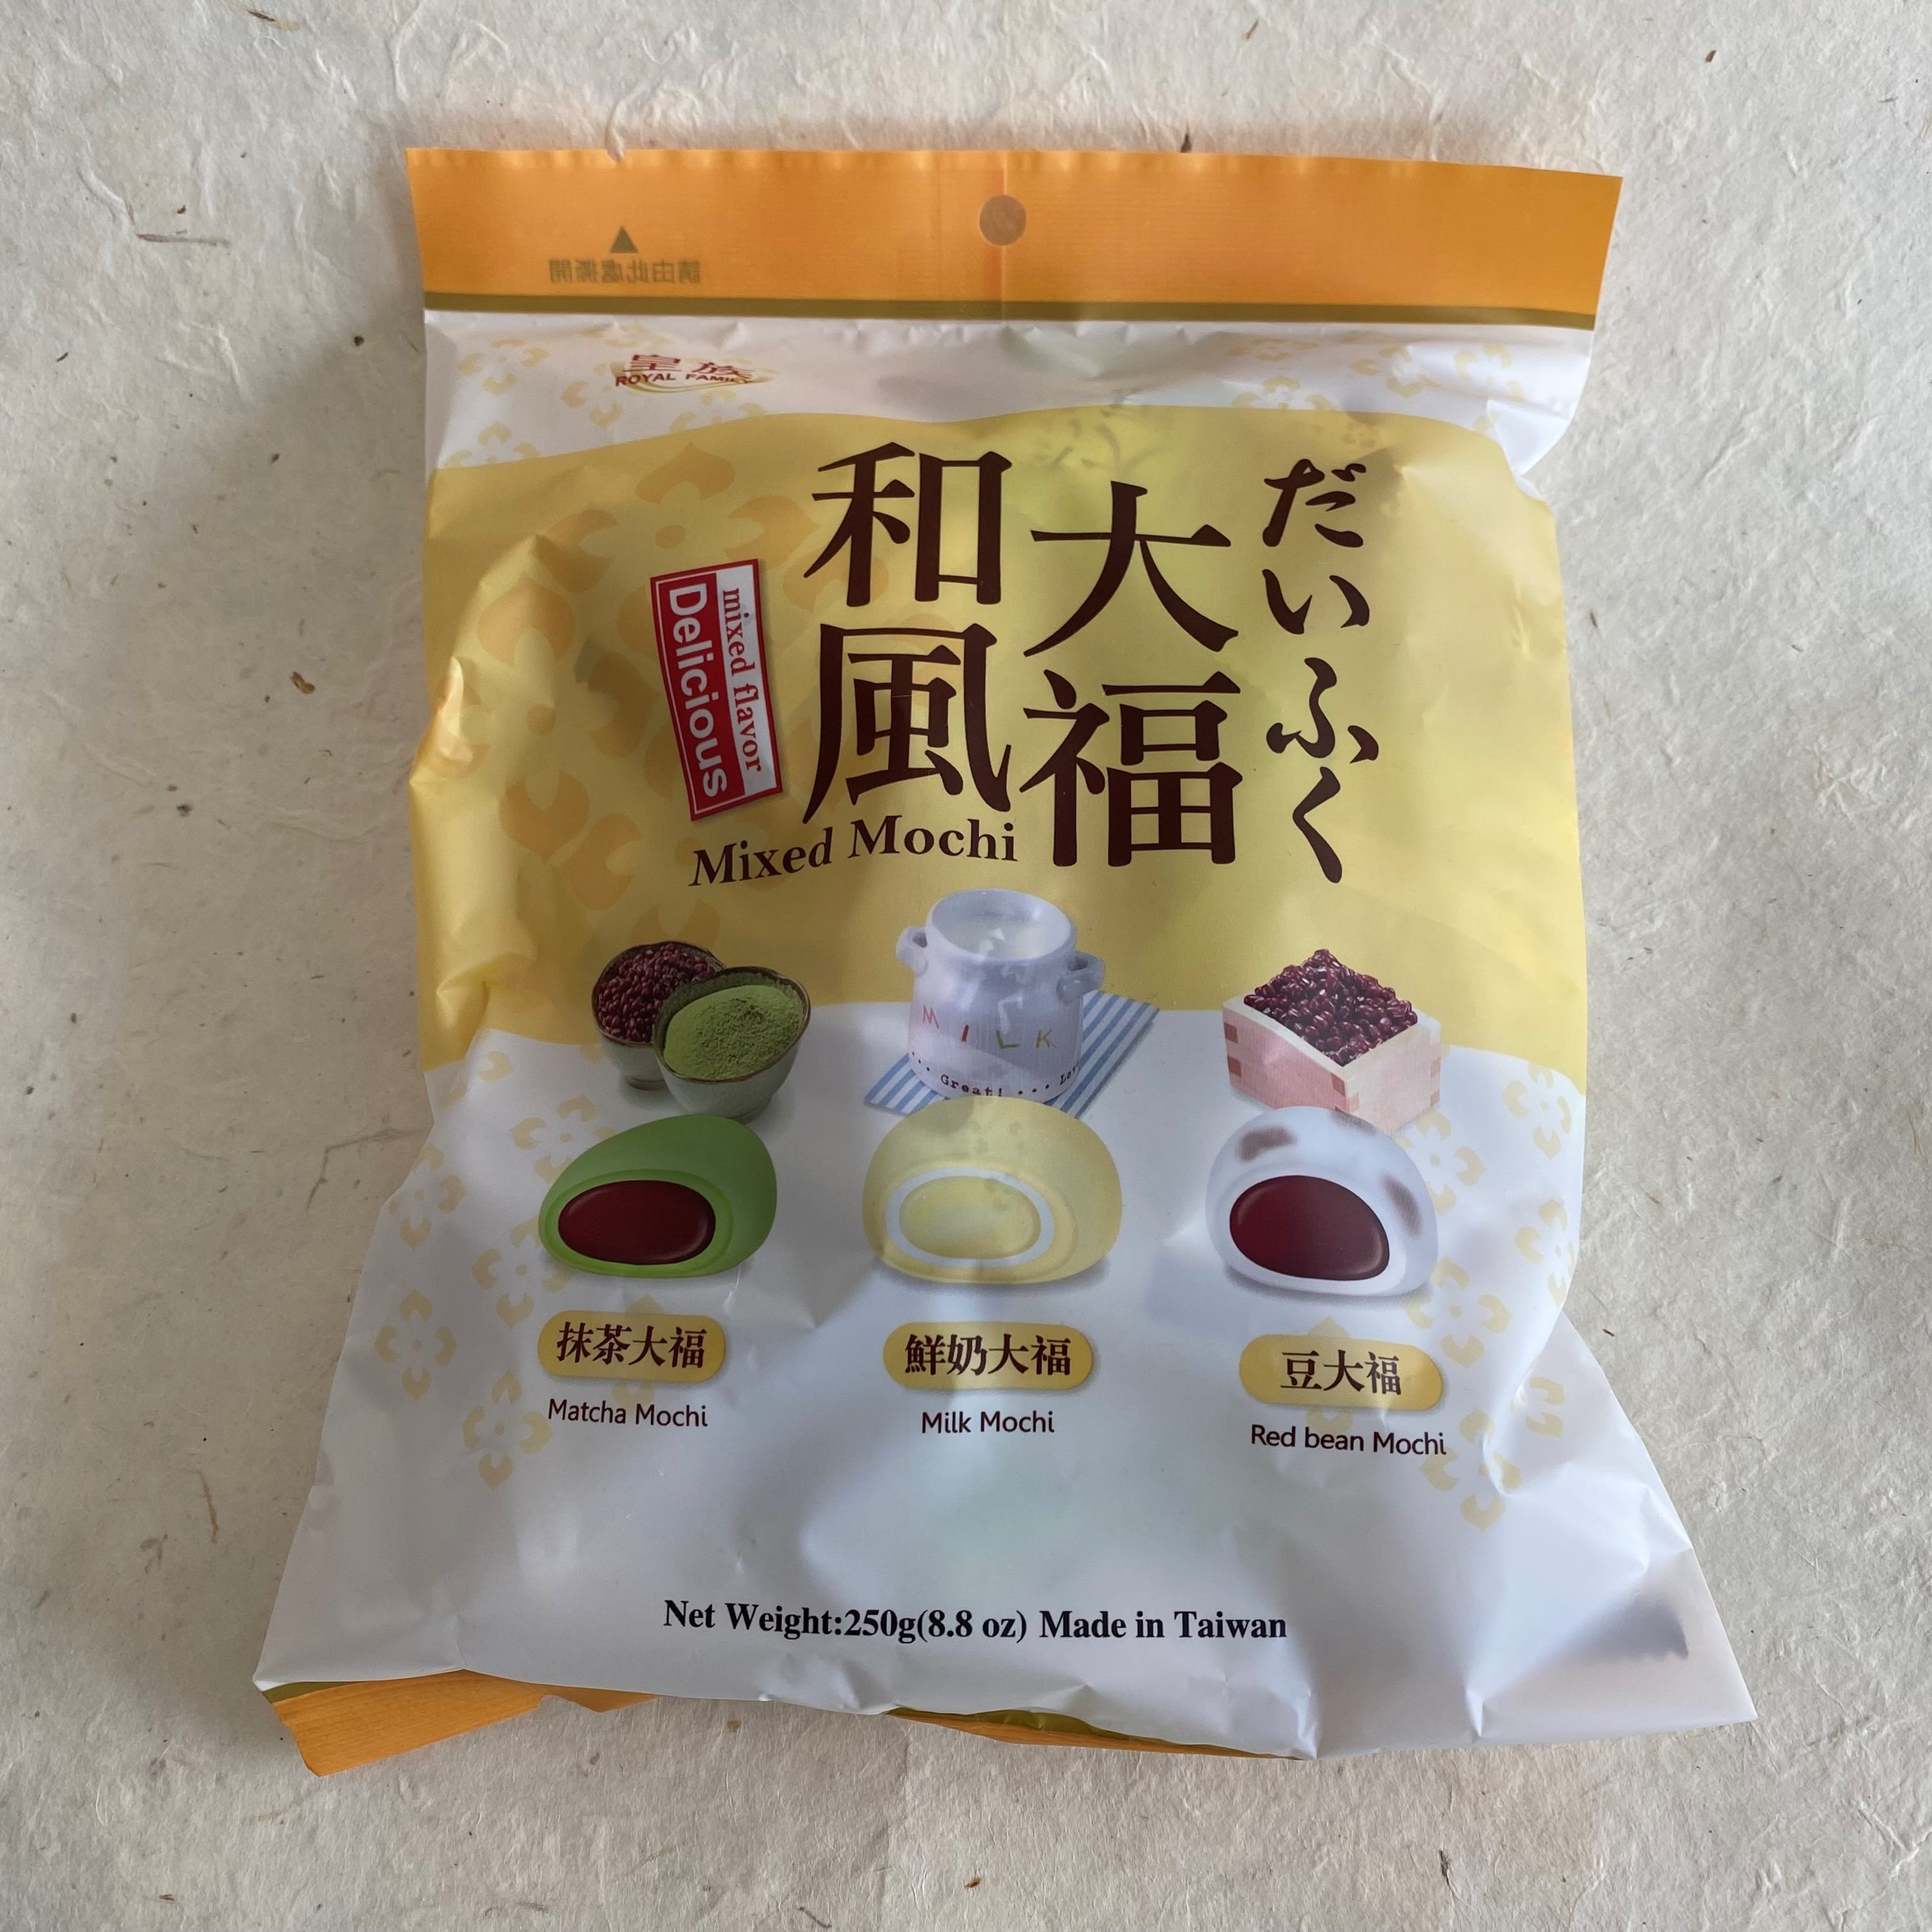 請由此處撕開
皇族
ROYAL FAMILY
だいふく
大福
和風
mixed flavor
Delicious
Mixed Mochi
MILK
Great!
抹茶大福
鮮奶大福
豆大福
Matcha Mochi
Milk Mochi
Red bean Mochi
Net Weight:250g(8.8 oz) Made in Taiwan